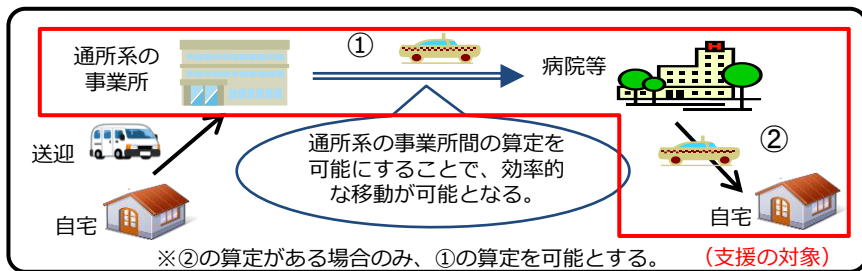 通所系の
事業所
①
病院等
送迎
通所系の事業所間の算定を
可能にすることで、効率的
な移動が可能となる。
②
自宅
自宅
※②の算定がある場合のみ、①の算定を可能とする。
(支援の対象)